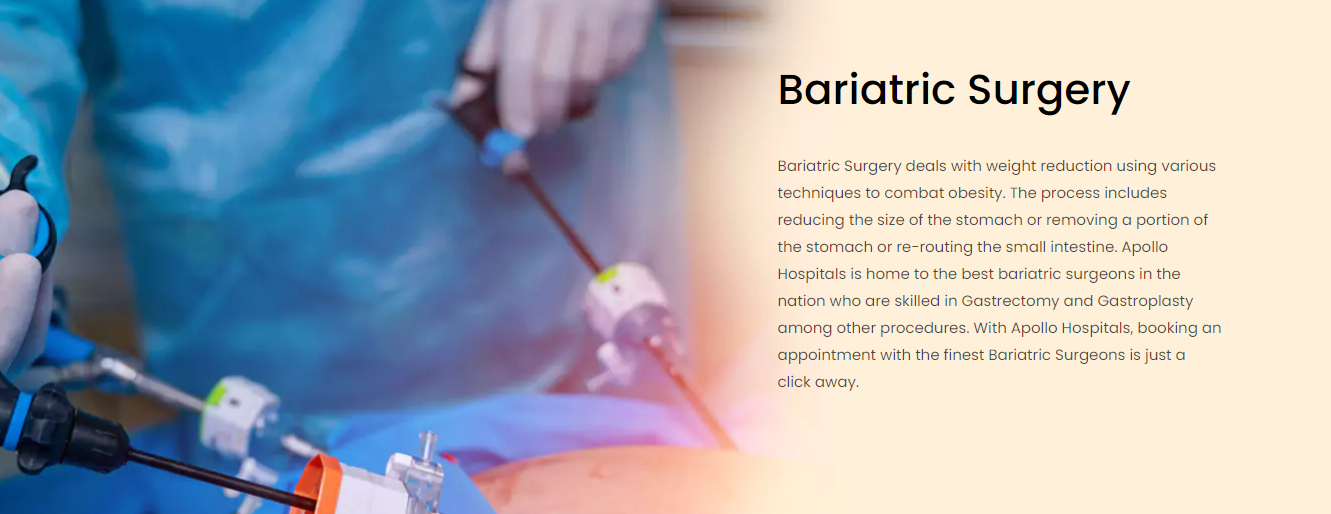 Bariatric Surgery
Bariatric Surgery deals with weight reduction using various
techniques to combat obesity. The process includes
reducing the size of the stomach or removing a portion of
the stomach or re-routing the small intestine. Apollo
Hospitals is home to the best bariatric surgeons in the
nation who are skilled in Gastrectomy and Gastroplasty
among other procedures. With Apollo Hospitals, booking an
appointment with the finest Bariatric Surgeons is just a
click away.